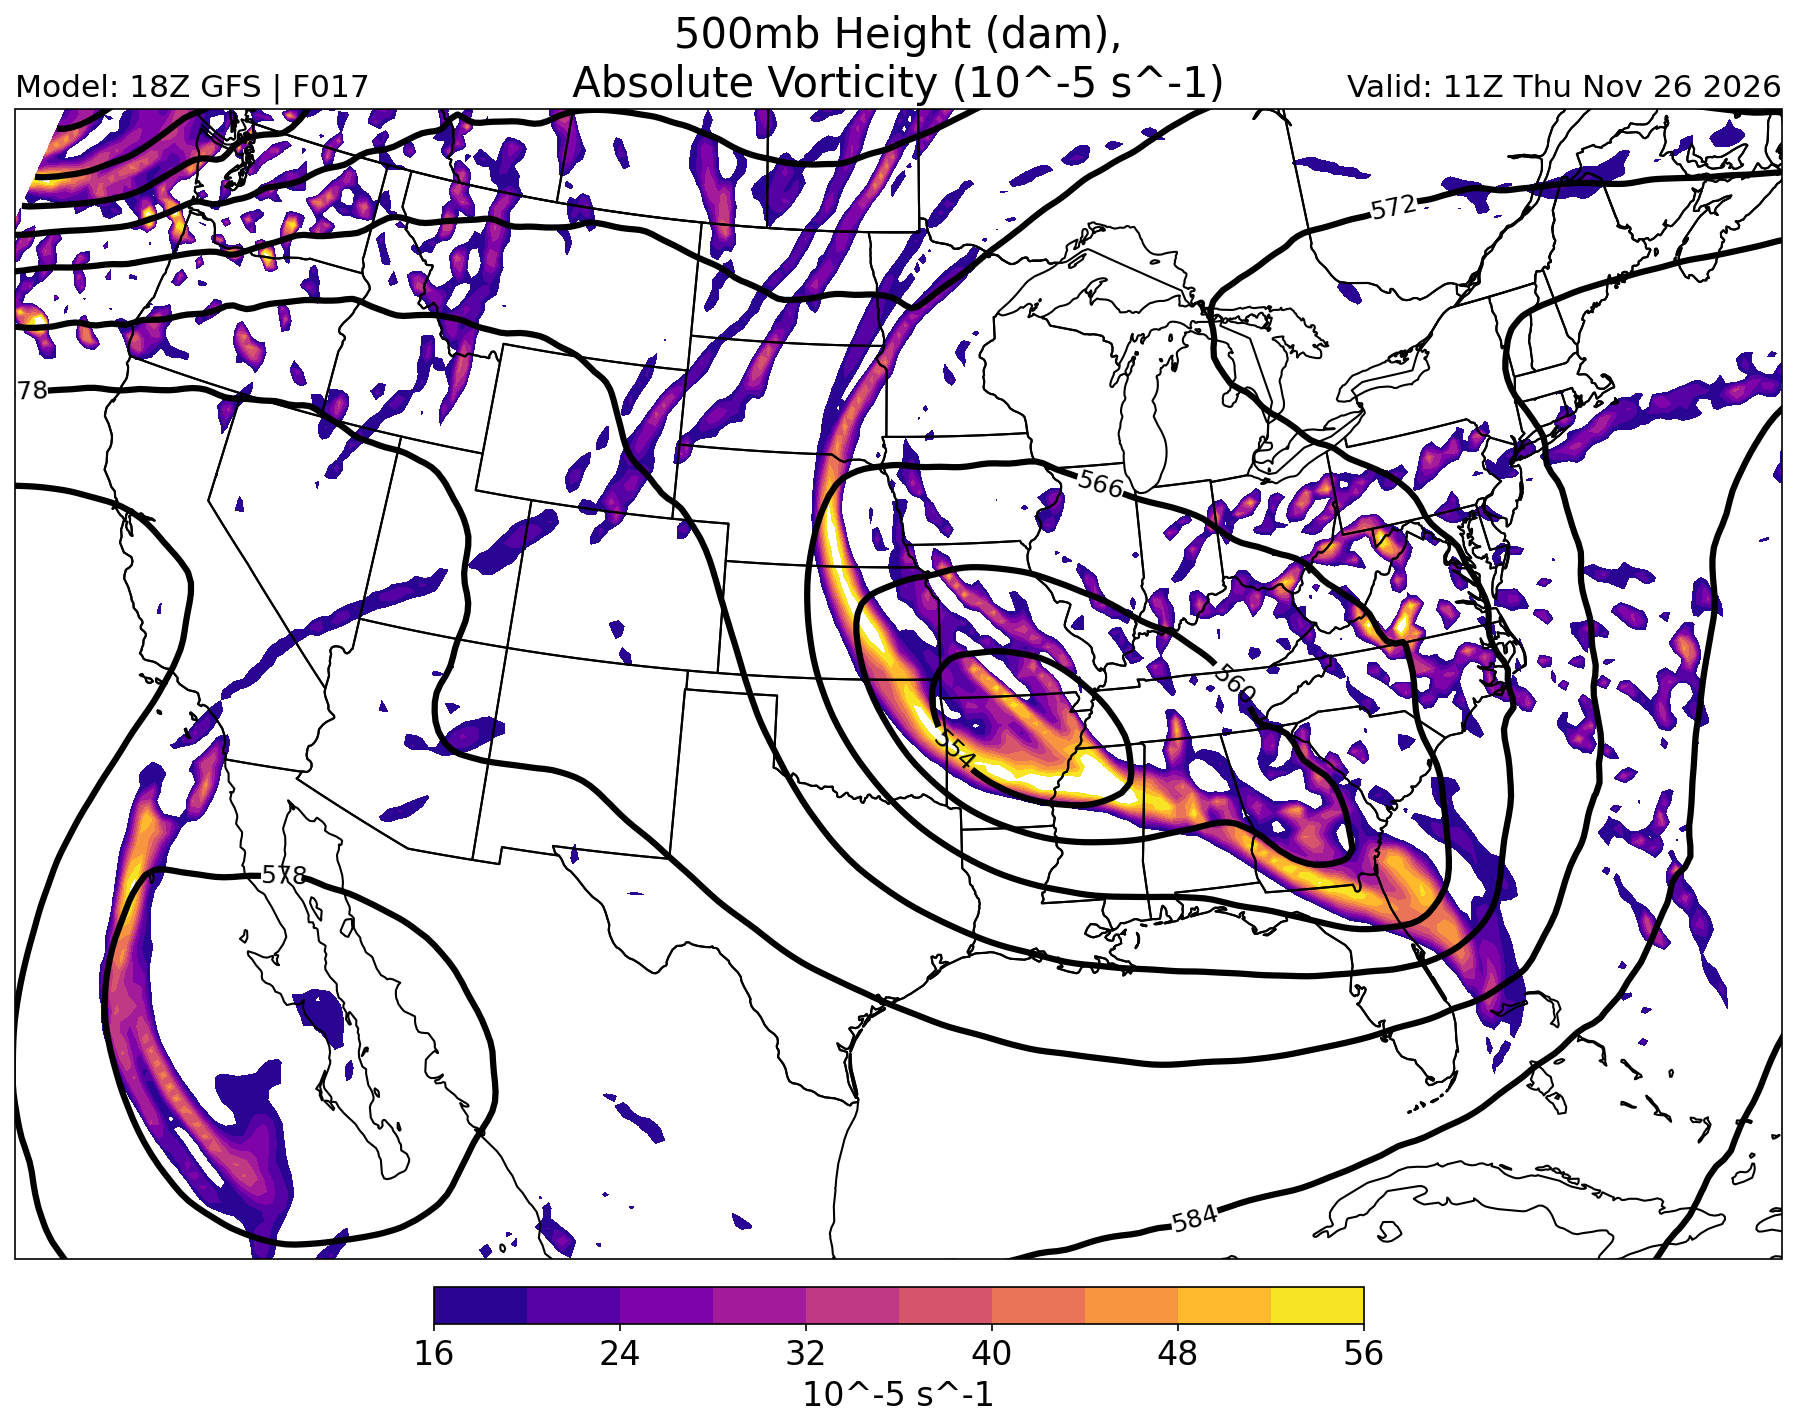 500mb Height (dam),
Model: 18Z GFS | F017
Absolute Vorticity (10^-5 s^-1)
Valid: 11Z Thu Nov 26 2026
572
78
566
560
554
578
584
16 24 32 40 48 56
10^-5 s^-1